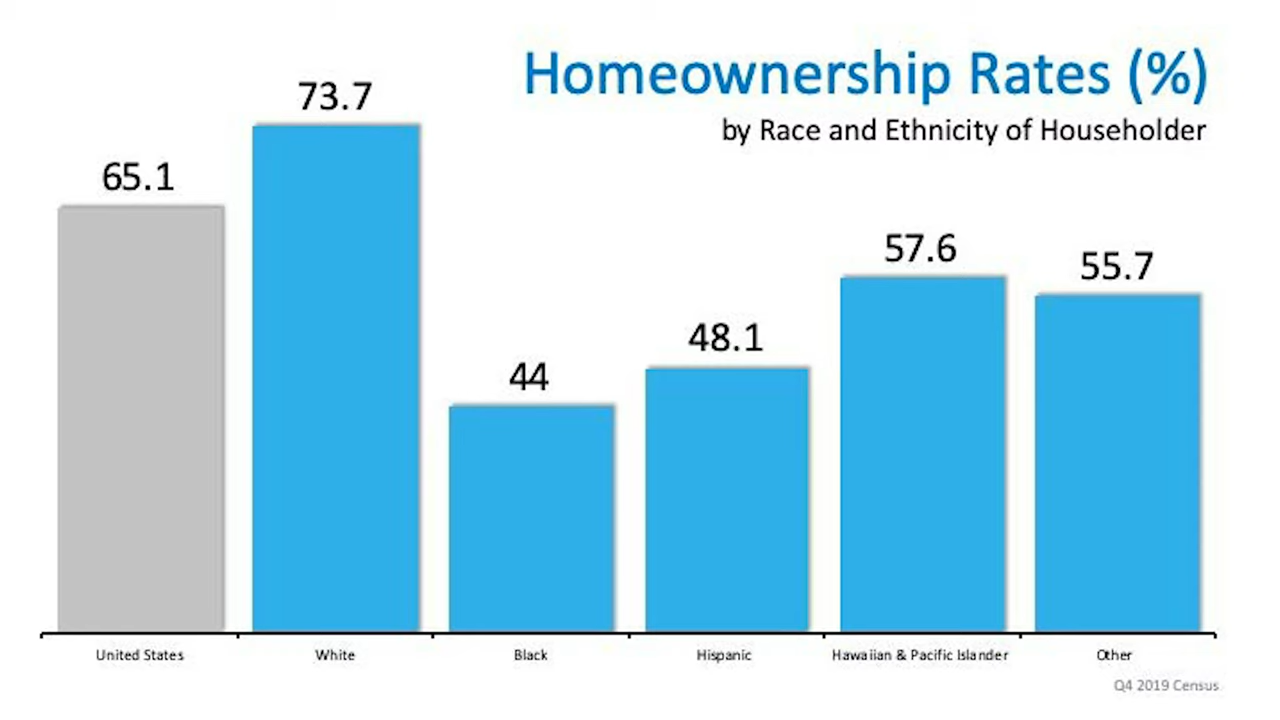 Homeownership Rates (%)
by Race and Ethnicity of Householder
65.1
73.7
44
48.1
57.6
55.7
United States
White
Black
Hispanic
Hawaiian & Pacific Islander
Other
Q4 2019 Census